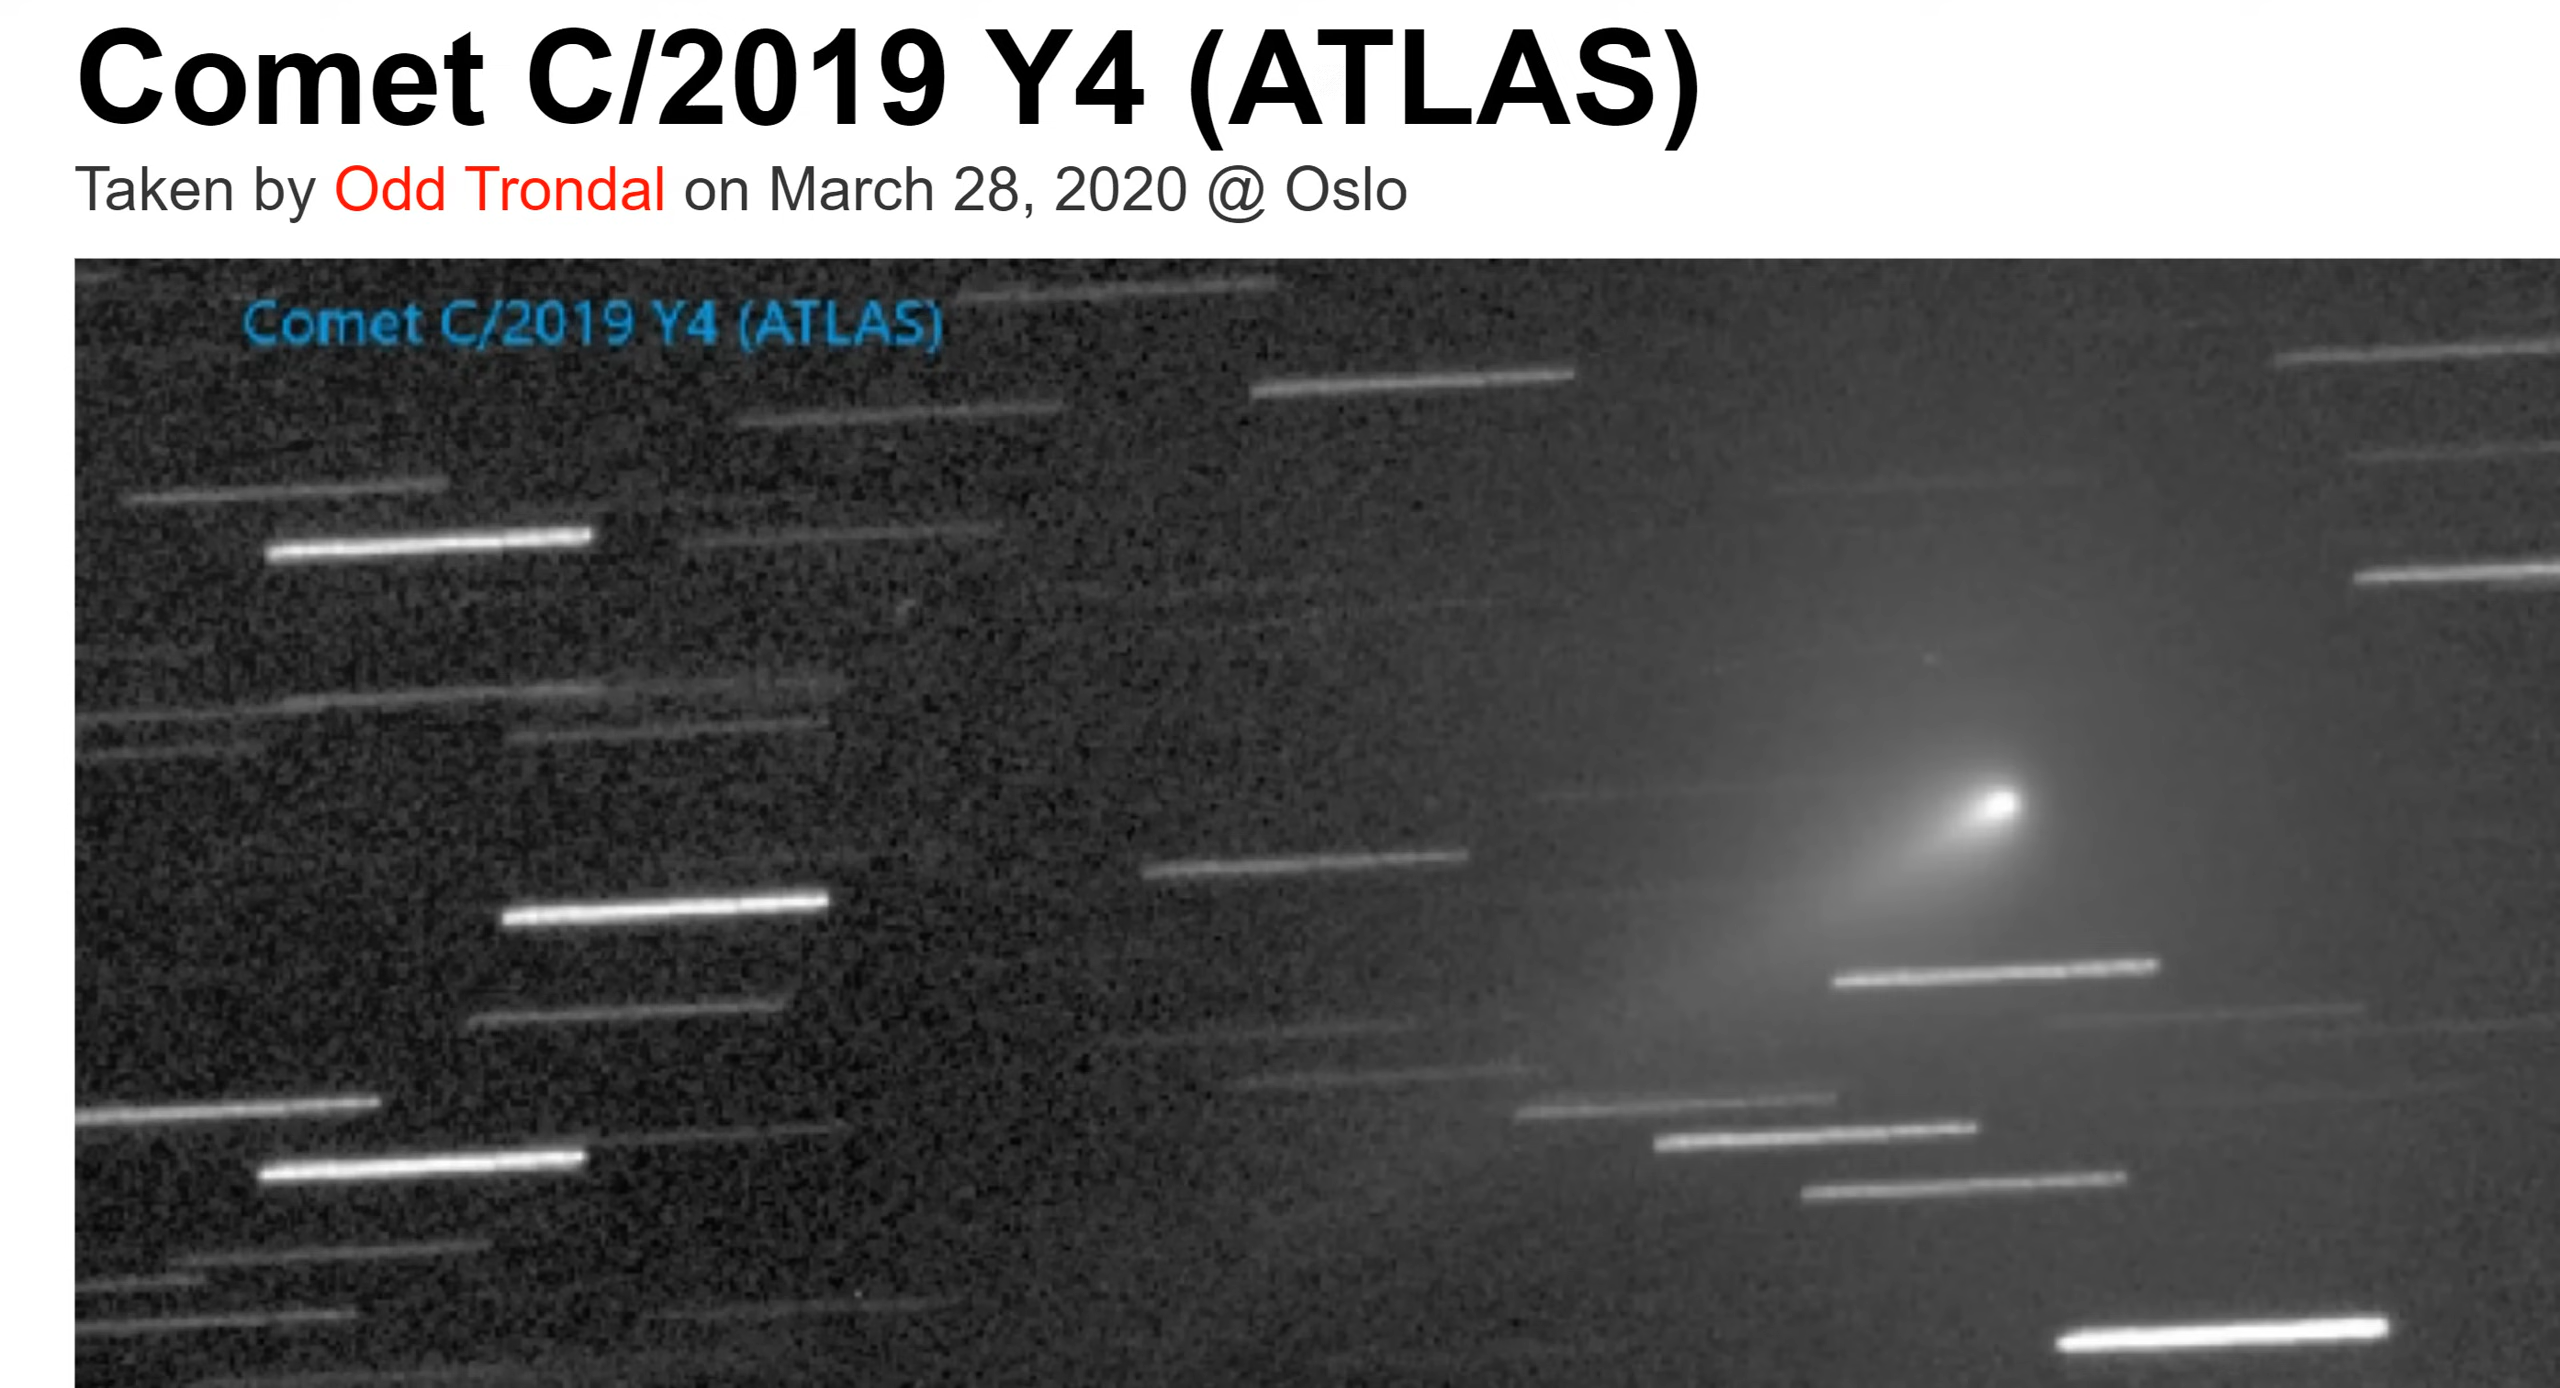 Comet C/2019 Y4 (ATLAS)
Taken by Odd Trondal on March 28, 2020 @ Oslo
Comet C/2019 Y4 (ATLAS)